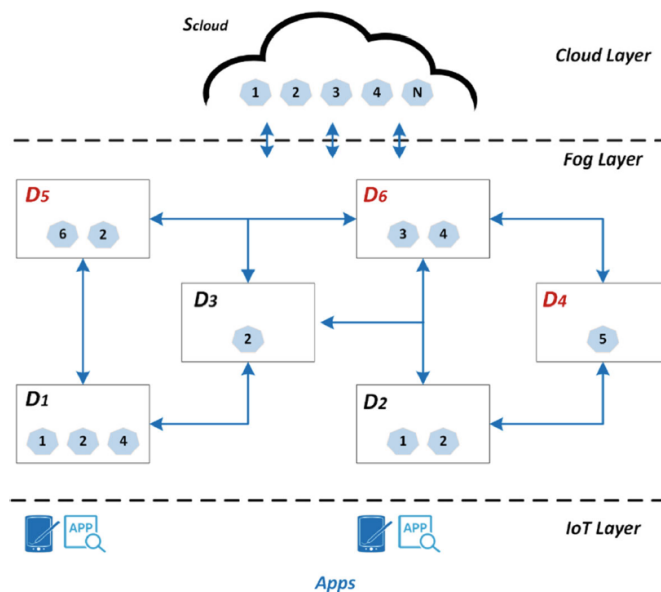 Scloud
Cloud Layer
1 2 3 4 N
Fog Layer
D5
6 2
D6
3 4
D3
2
D4
5
D1
1 2 4
D2
1 2
APP
APP
IoT Layer
Apps